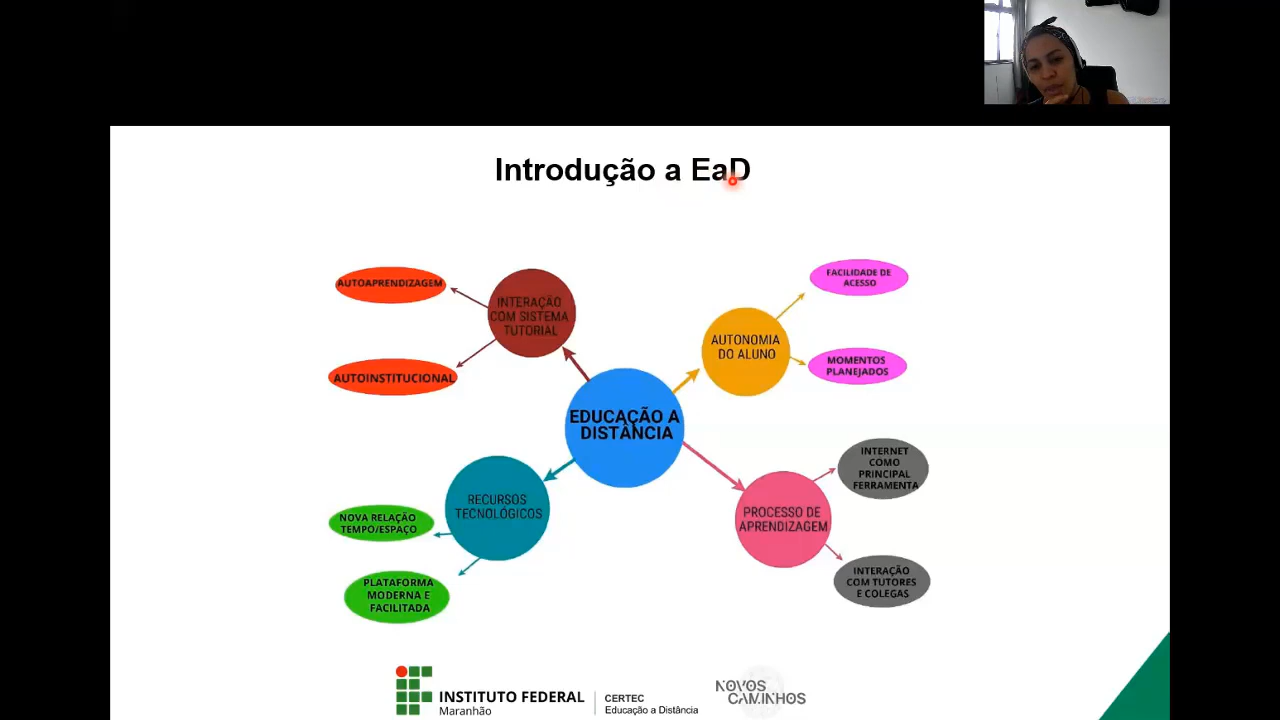 Introdução a EaD
AUTOAPRENDIZAGEM
INTERAÇÃO
COM SISTEMA
TUTORIAL
AUTOINSTITUCIONAL
FACILIDADE DE
ACESSO
AUTONOMIA
DO ALUNO
MOMENTOS
PLANEJADOS
EDUCAÇÃO A
DISTÂNCIA
RECURSOS
TECNOLÓGICOS
NOVA RELAÇÃO
TEMPO/ESPAÇO
PLATAFORMA
MODERNA E
FACILITADA
INTERNET
COMO
PRINCIPAL
FERRAMENTA
PROCESSO DE
APRENDIZAGEM
INTERAÇÃO
COM TUTORES
E COLEGAS
INSTITUTO FEDERAL
Maranhão
CERTEC
Educação a Distância
NOVOS
CAMINHOS